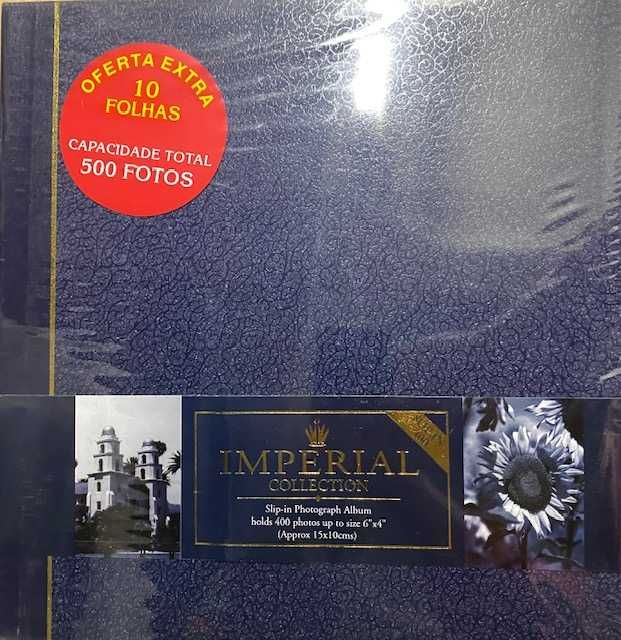 OFERTA EXTRA
10
FOLHAS
CAPACIDADE TOTAL
500 FOTOS
IMPERIAL
COLLECTION
Slip-in Photograph Album
holds 400 photos up to size 6"x4"
(Approx 15x10cms)